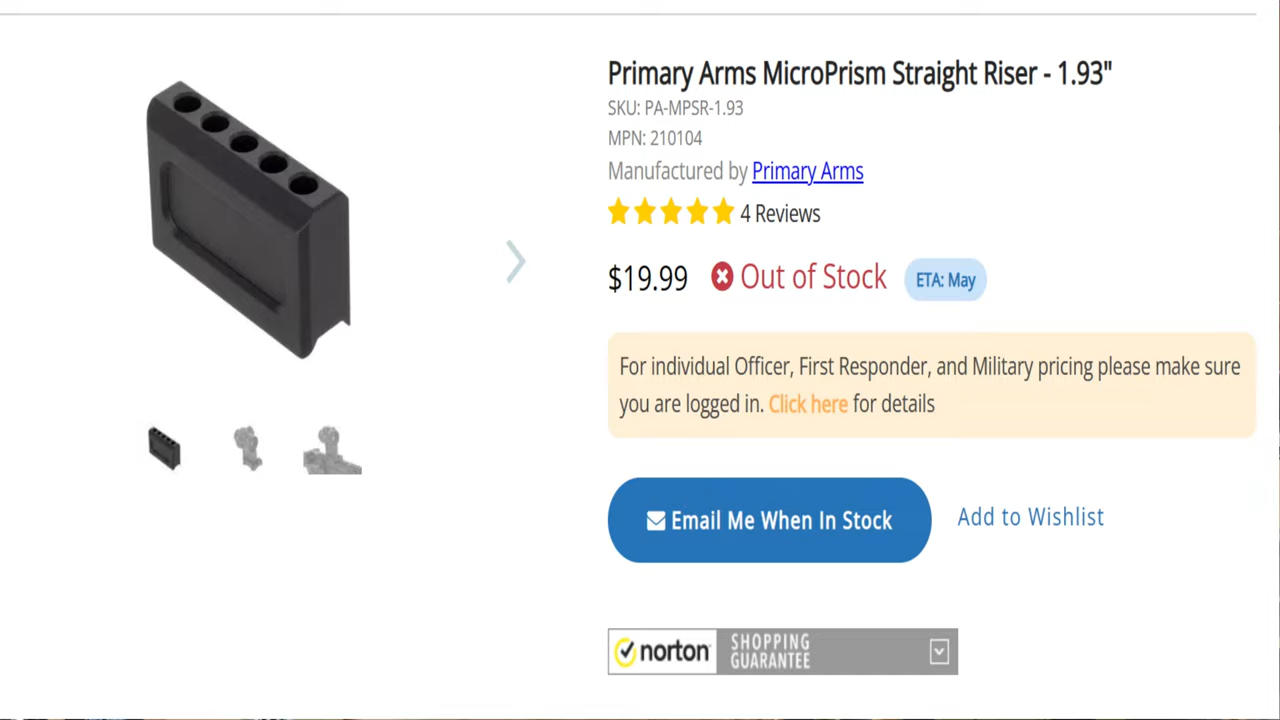 Primary Arms MicroPrism Straight Riser - 1.93"
SKU: PA-MPSR-1.93
MPN: 210104
Manufactured by Primary Arms
4 Reviews
$19.99 Out of Stock ETA: May
For individual Officer, First Responder, and Military pricing please make sure
you are logged in. Click here for details
Email Me When In Stock Add to Wishlist
norton SHOPPING
GUARANTEE